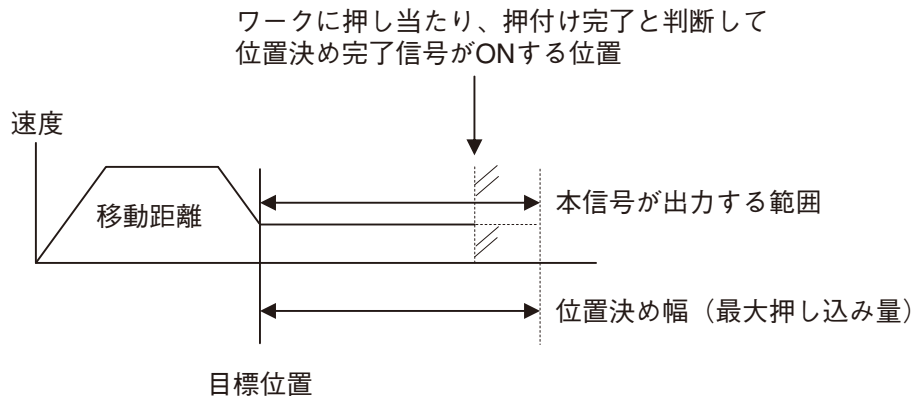 ワークに押し当たり、押付け完了と判断して
位置決め完了信号がONする位置
速度
移動距離
本信号が出力する範囲
位置決め幅（最大押し込み量）
目標位置